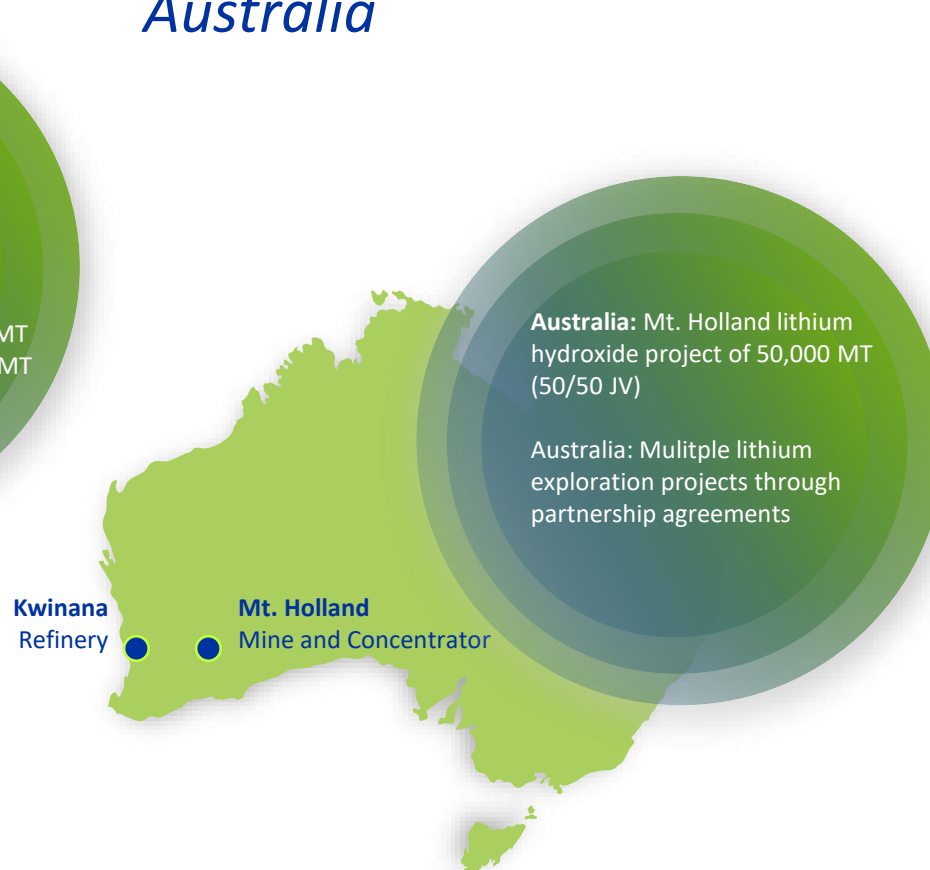 Australia
MT
MT
Australia: Mt. Holland lithium
hydroxide project of 50,000 MT
(50/50 JV)
Australia: Mulitple lithium
exploration projects through
partnership agreements
Kwinana
Refinery
Mt. Holland
Mine and Concentrator